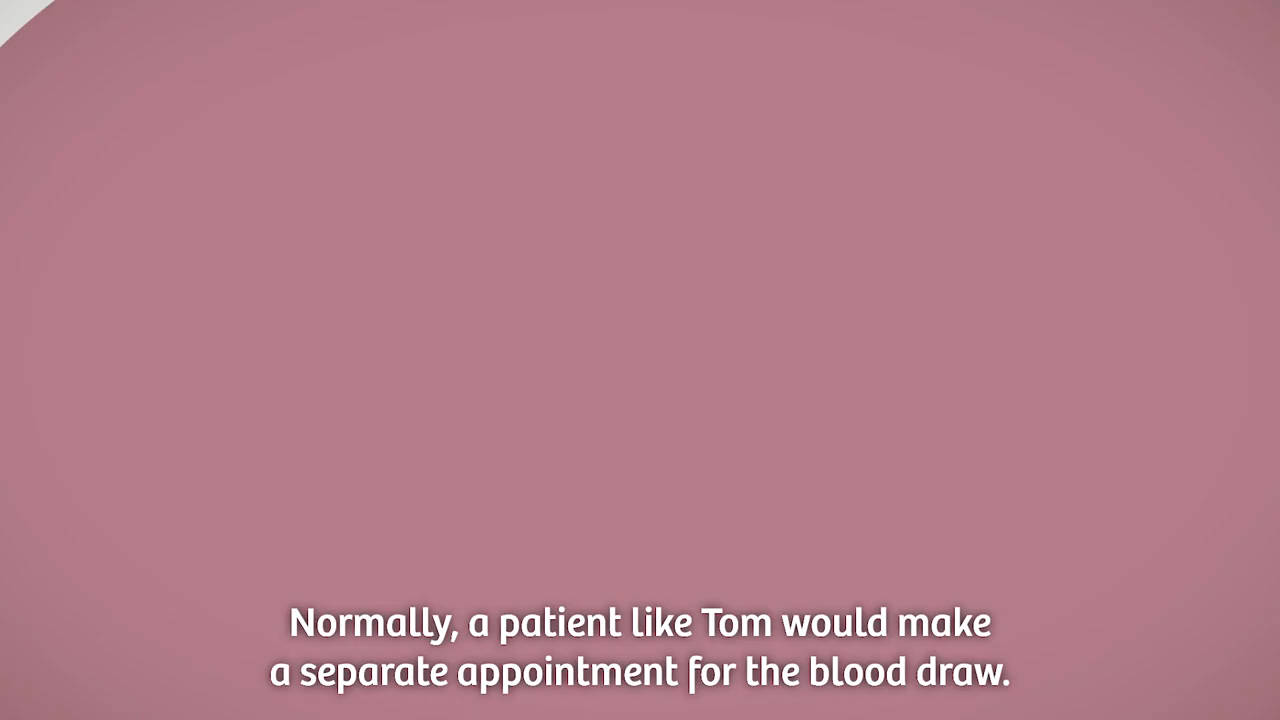 Normally, a patient like Tom would make
a separate appointment for the blood draw.